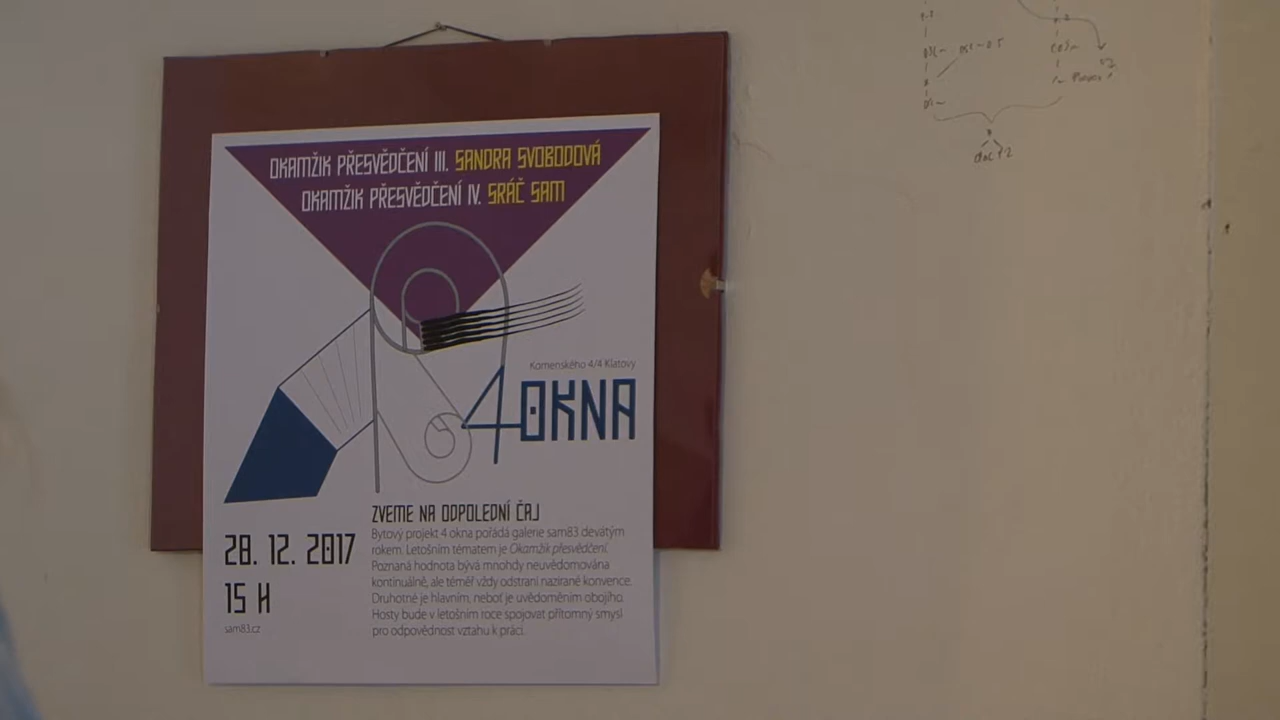 OKAMŽIK PŘESVĚDČENÍ III. SANDRA SVOBODOVÁ
OKAMŽIK PŘESVĚDČENÍ IV. SRÁČ SAM
Komenského 4/4 Klatovy
4OKNA
ZVEME NA ODPOLEDNÍ ČAJ
Bytový projekt 4 okna pořádá galerie sam83 devátým
rokem. Letošním tématem je Okamžik přesvědčení.
Poznaná hodnota bývá mnohdy neuvědomována
kontinuálně, ale téměř vždy odstraní nazírané konvence.
Druhotné je hlavním, neboť je uvědoměním obojího.
Hosty bude v letošním roce spojovat přítomný smysl
pro odpovědnost vztahu k práci.
28. 12. 2017
15 H
sam83.cz